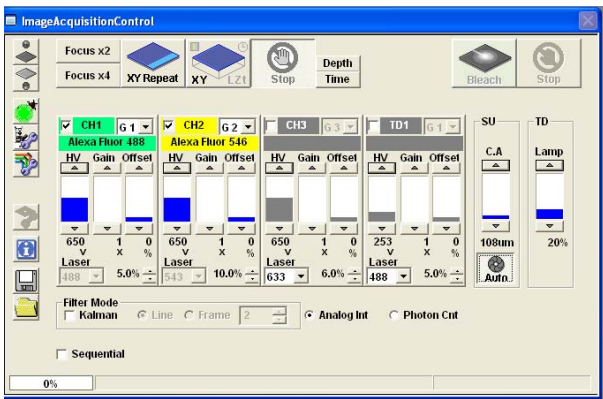 ImageAcquisitionControl
Focus x2
Focus x4
XY Repeat
XY
LZt
Stop
Depth
Time
Bleach
Stop
CH1 G 1
Alexa Fluor 488
HV Gain Offset
650 1 0
V X %
Laser
488 5.0%
CH2 G 2
Alexa Fluor 546
HV Gain Offset
650 1 0
V X %
Laser
543 10.0%
CH3 G 3
HV Gain Offset
650 1 0
V X %
Laser
633 6.0%
TD1 G 1
HV Gain Offset
253 1 0
V X %
Laser
488 5.0%
SU
C.A
108um
Auto
TD
Lamp
20%
Filter Mode
Kalman Line Frame 2
Analog Int Photon Cnt
Sequential
0%